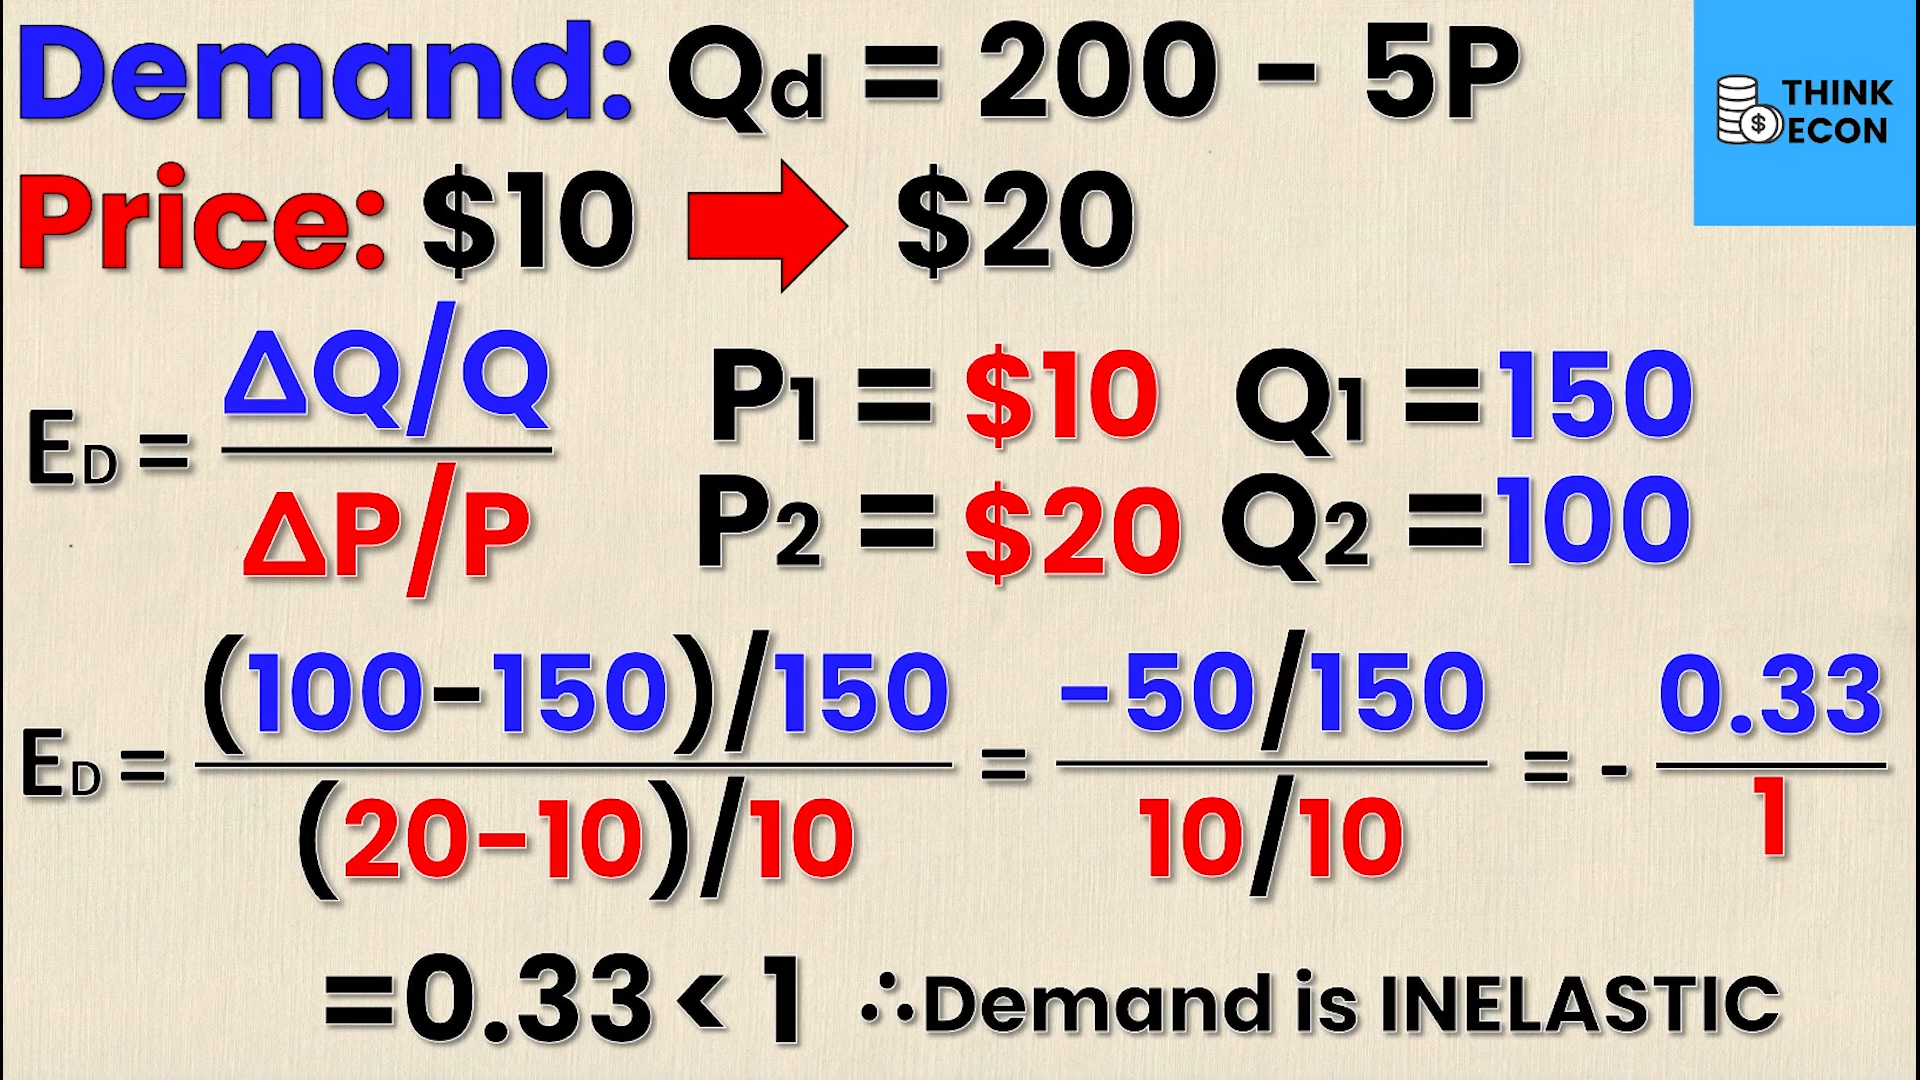 Demand: Qd = 200 - 5P
THINK
ECON
Price: $10 $20
ED = ΔQ/Q
ΔP/P
P1 = $10 Q1 = 150
P2 = $20 Q2 = 100
ED = (100-150)/150 = -50/150 = - 0.33
(20-10)/10 10/10 1
=0.33 < 1 ∴Demand is INELASTIC